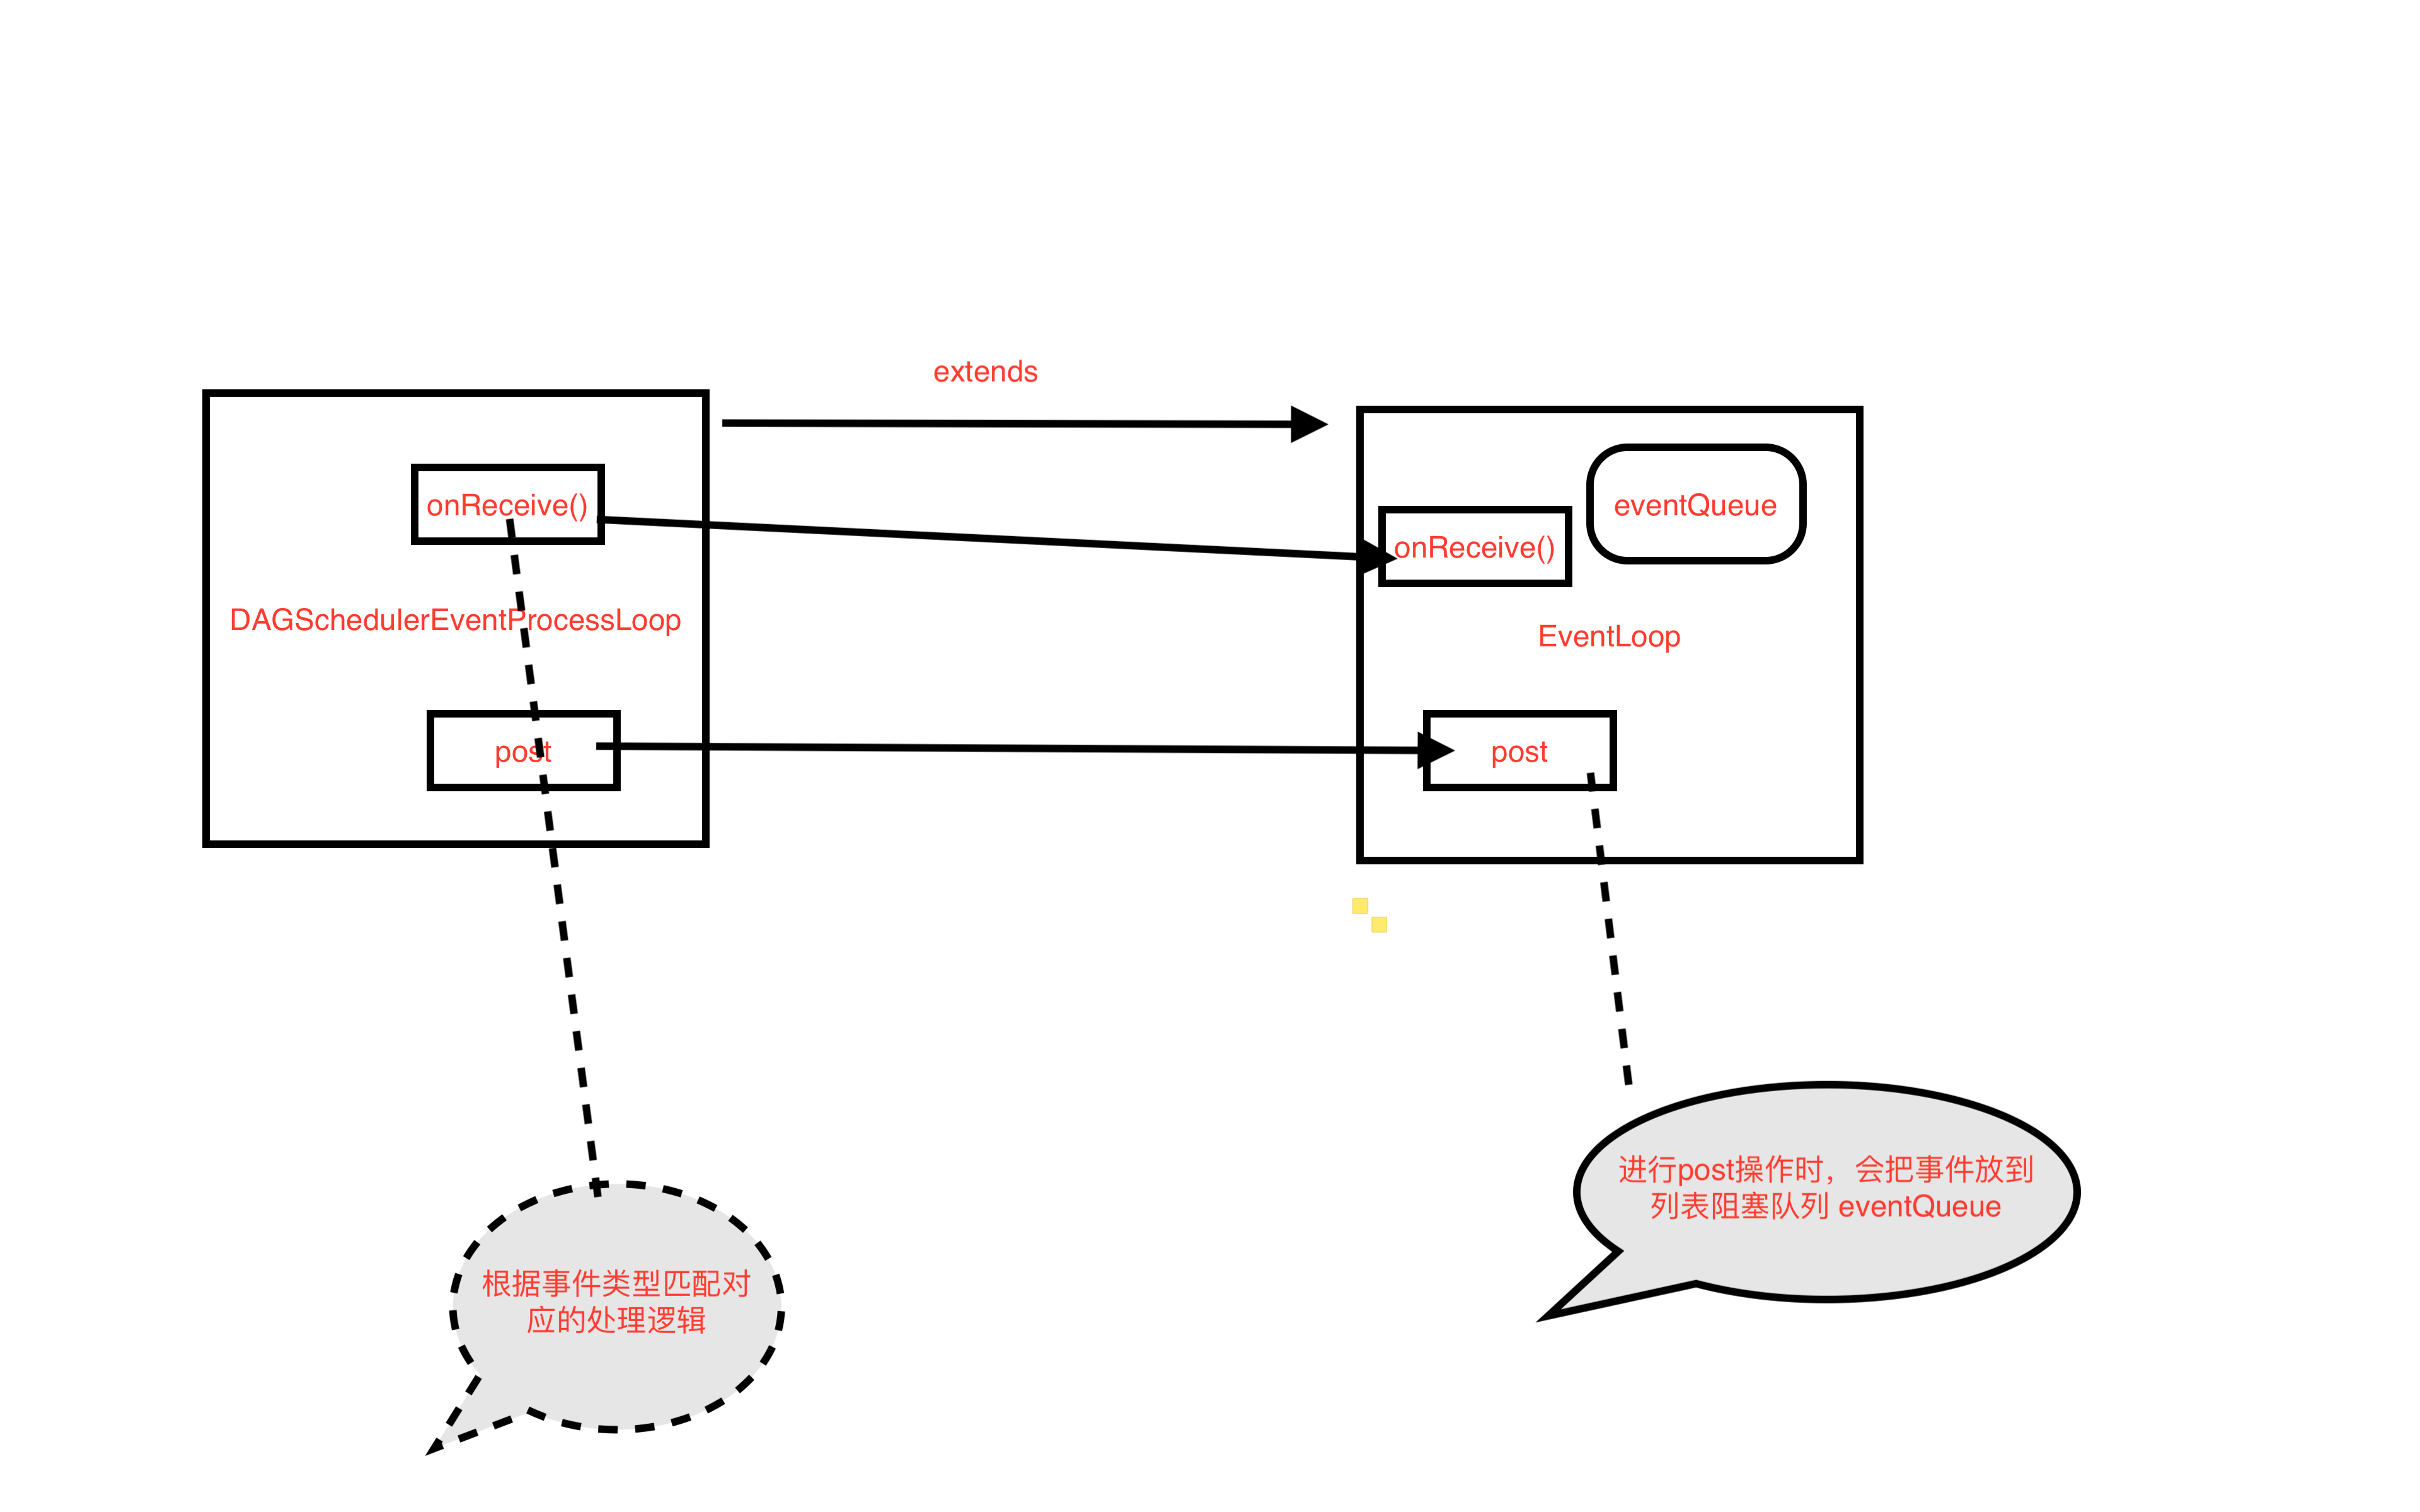 extends
onReceive()
eventQueue
onReceive()
DAGSchedulerEventProcessLoop
EventLoop
post
post
进行post操作时，会把事件放到
列表阻塞队列 eventQueue
根据事件类型匹配对
应的处理逻辑